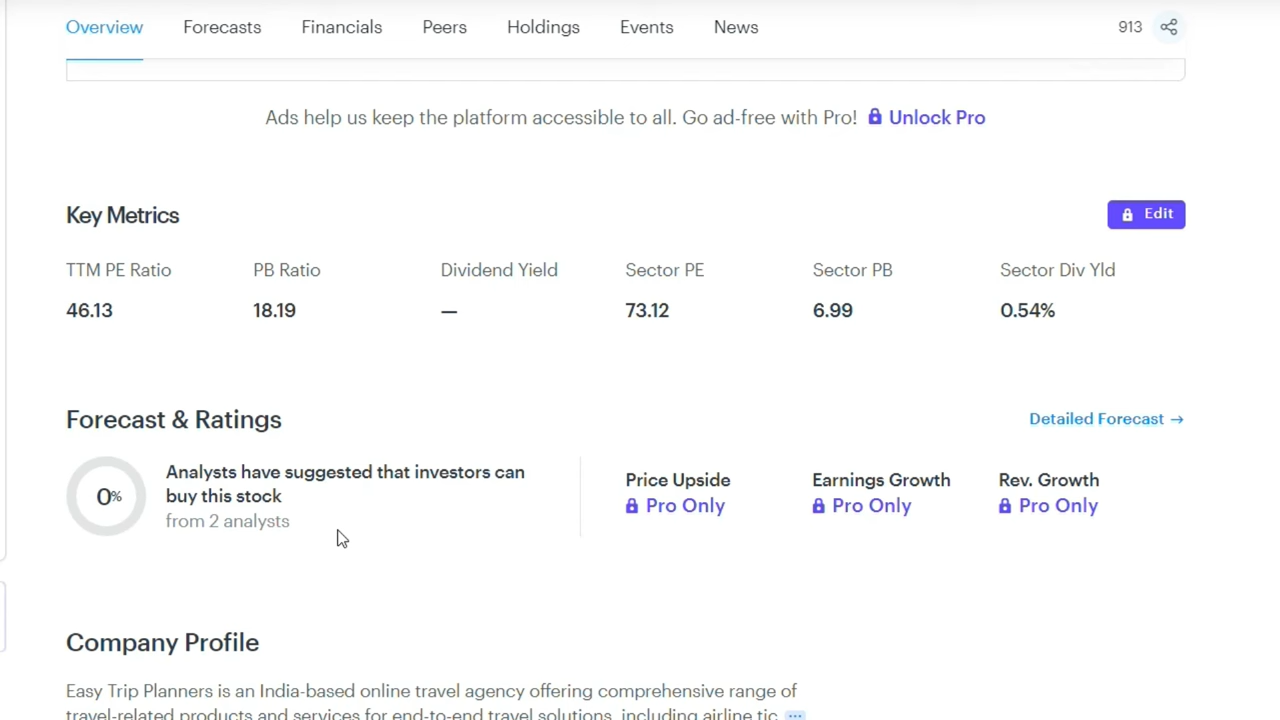 Overview Forecasts Financials Peers Holdings Events News 913
Ads help us keep the platform accessible to all. Go ad-free with Pro! Unlock Pro
Key Metrics Edit
TTM PE Ratio PB Ratio Dividend Yield Sector PE Sector PB Sector Div Yld
46.13 18.19 — 73.12 6.99 0.54%
Forecast & Ratings Detailed Forecast →
0%
Analysts have suggested that investors can
buy this stock
from 2 analysts
Price Upside Earnings Growth Rev. Growth
Pro Only Pro Only Pro Only
Company Profile
Easy Trip Planners is an India-based online travel agency offering comprehensive range of
travel-related products and services for end-to-end travel solutions, including airline tic ...